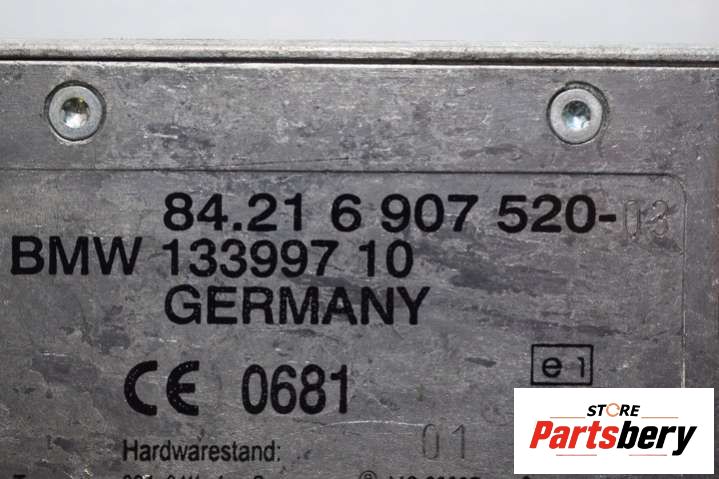 84.21 6 907 520-03
BMW 133997 10
GERMANY
CE 0681
e1
Hardwarestand: 01
STORE
Partsbery